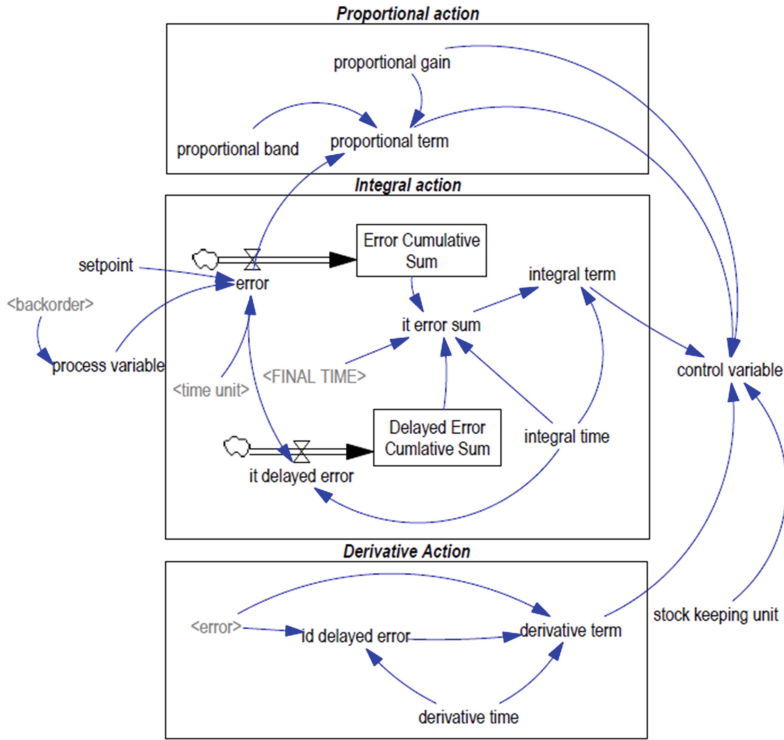 Proportional action
proportional gain
proportional band
proportional term
Integral action
Error Cumulative
Sum
setpoint
error
integral term
<backorder>
it error sum
process variable
<time unit>
<FINAL TIME>
control variable
Delayed Error
Cumlative Sum
integral time
it delayed error
Derivative Action
<error>
id delayed error
derivative term
stock keeping unit
derivative time